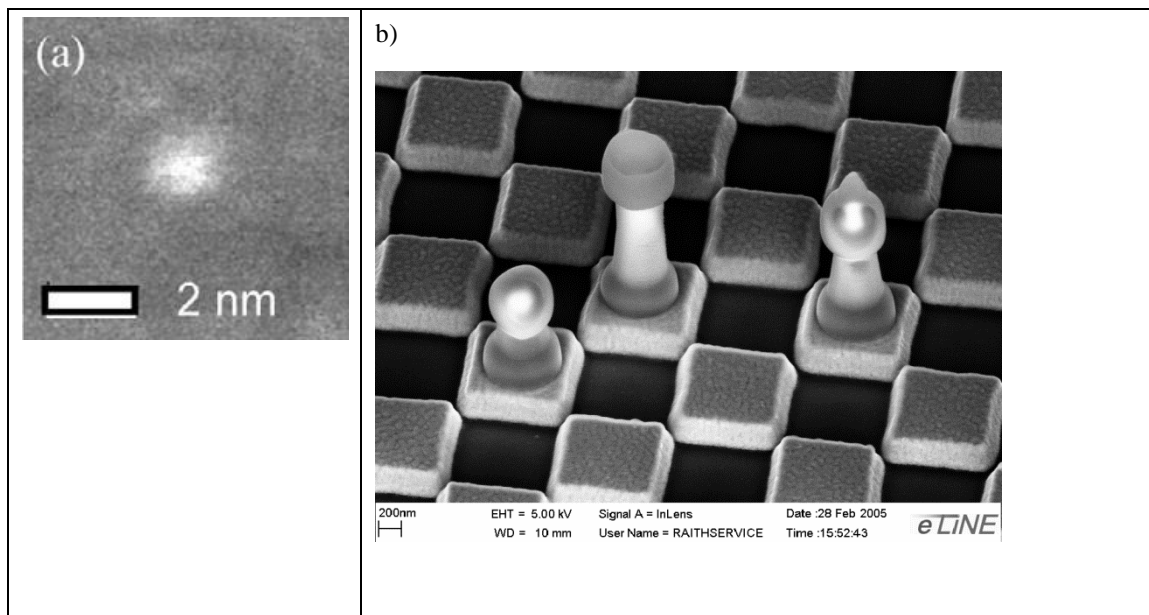 (a)
2 nm
b)
200nm
EHT = 5.00 kV
WD = 10 mm
Signal A = InLens
User Name = RAITHSERVICE
Date :28 Feb 2005
Time :15:52:43
eLiNE